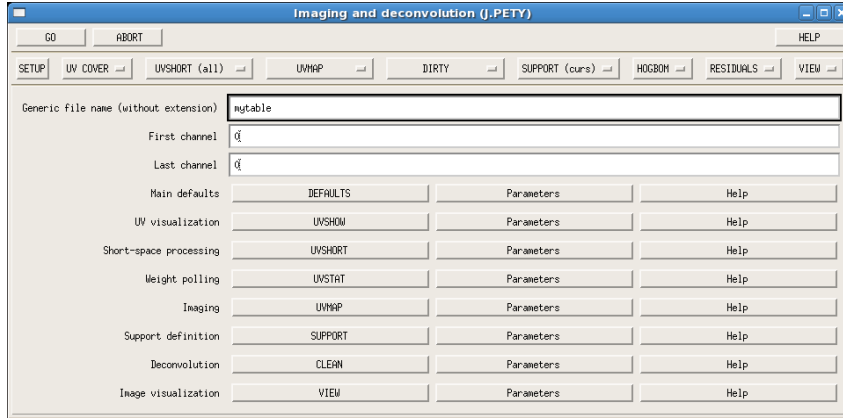 Imaging and deconvolution (J.PETY)
GO ABORT HELP
SETUP UV COVER UVSHORT (all) UVMAP DIRTY SUPPORT (curs) HOGBOM RESIDUALS VIEW
Generic file name (without extension) mytable
First channel 0
Last channel 0
Main defaults DEFAULTS Parameters Help
UV visualization UVSHOW Parameters Help
Short-space processing UVSHORT Parameters Help
Weight polling UVSTAT Parameters Help
Imaging UVMAP Parameters Help
Support definition SUPPORT Parameters Help
Deconvolution CLEAN Parameters Help
Image visualization VIEW Parameters Help